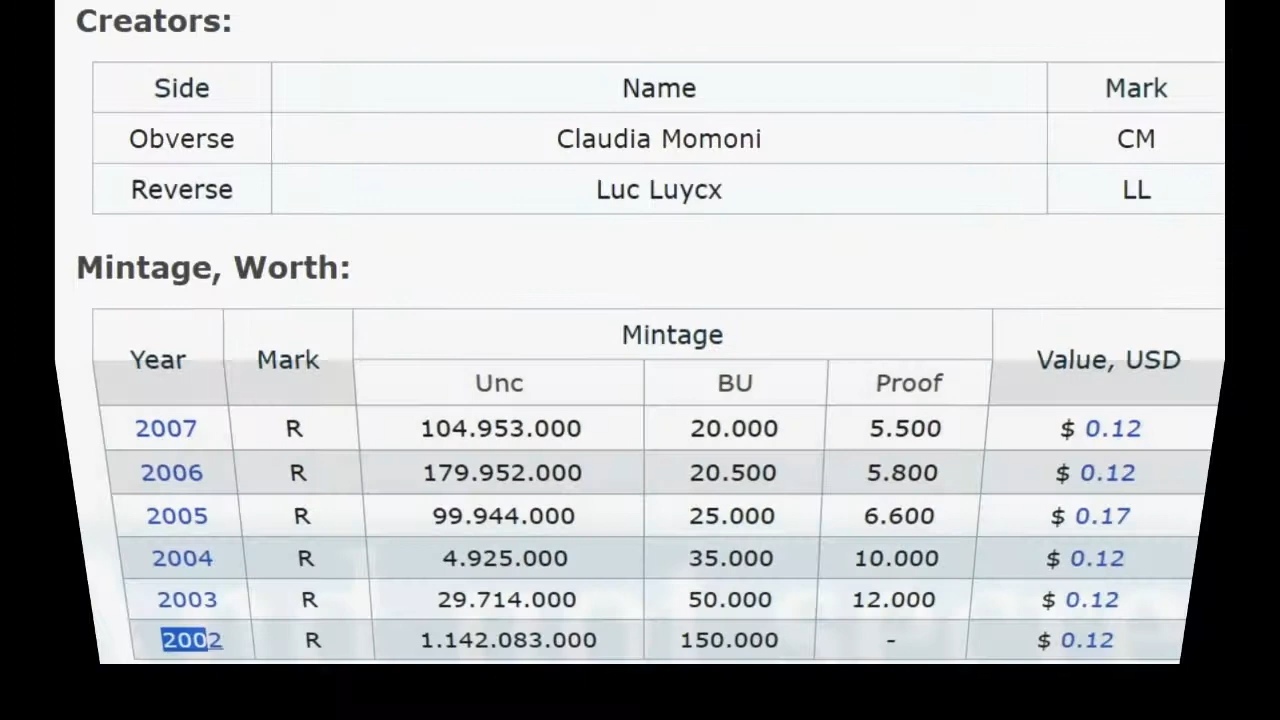 Creators:
Side Name Mark
Obverse Claudia Momoni CM
Reverse Luc Luycx LL
Mintage, Worth:
Year Mark Mintage Value, USD
Unc BU Proof
2007 R 104.953.000 20.000 5.500 $ 0.12
2006 R 179.952.000 20.500 5.800 $ 0.12
2005 R 99.944.000 25.000 6.600 $ 0.17
2004 R 4.925.000 35.000 10.000 $ 0.12
2003 R 29.714.000 50.000 12.000 $ 0.12
2002 R 1.142.083.000 150.000 - $ 0.12